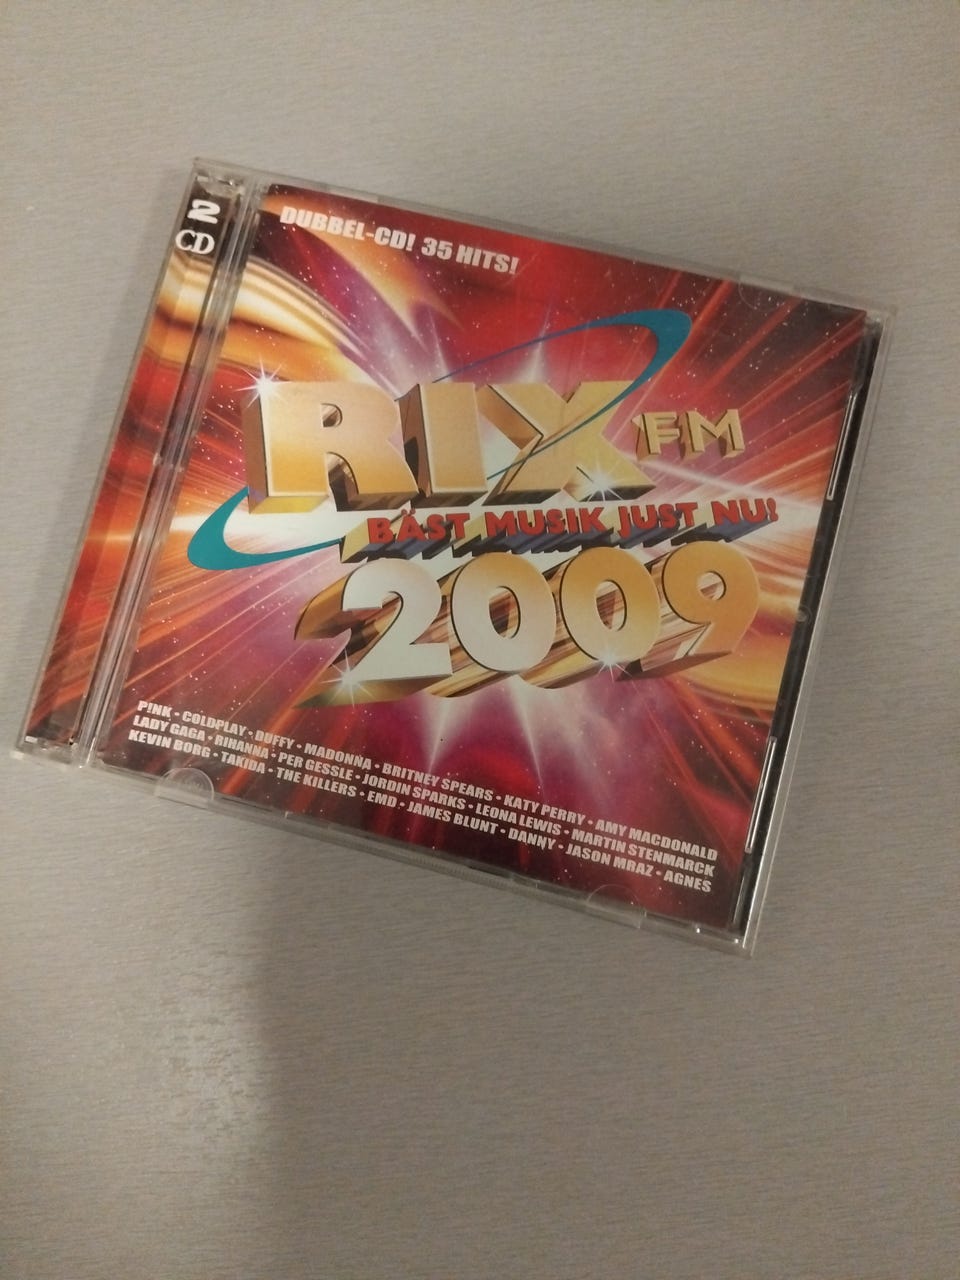 2
CD
DUBBEL-CD! 35 HITS!
RIX FM
BÄST MUSIK JUST NU!
2009
P!NK • COLDPLAY • DUFFY • MADONNA • BRITNEY SPEARS • KATY PERRY • AMY MACDONALD
LADY GAGA • RIHANNA • PER GESSLE • JORDIN SPARKS • LEONA LEWIS • MARTIN STENMARCK
KEVIN BORG • TAKIDA • THE KILLERS • EMD • JAMES BLUNT • DANNY • JASON MRAZ • AGNES